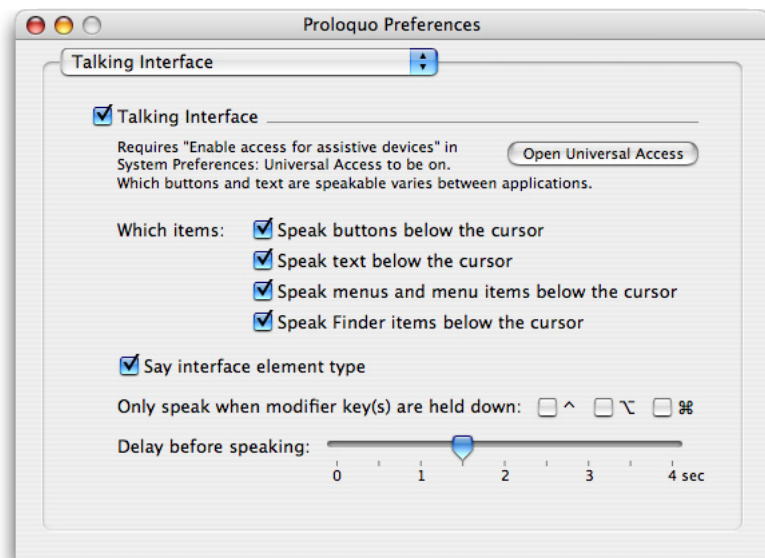 Proloquo Preferences
Talking Interface
Talking Interface
Requires "Enable access for assistive devices" in
System Preferences: Universal Access to be on.
Which buttons and text are speakable varies between applications.
Open Universal Access
Which items:
Speak buttons below the cursor
Speak text below the cursor
Speak menus and menu items below the cursor
Speak Finder items below the cursor
Say interface element type
Only speak when modifier key(s) are held down: ^ ⌥ ⌘
Delay before speaking:
0 1 2 3 4 sec